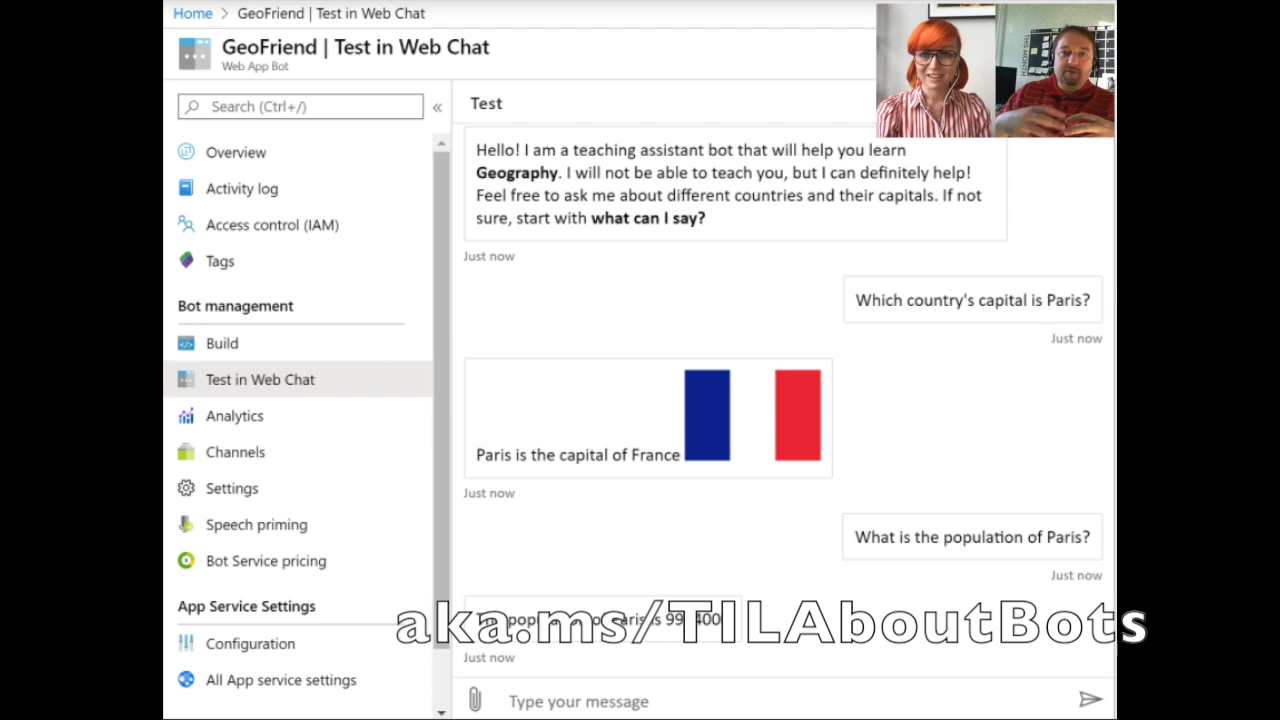 Home > GeoFriend | Test in Web Chat
GeoFriend | Test in Web Chat
Web App Bot
Search (Ctrl+/)
«
Overview
Activity log
Access control (IAM)
Tags
Bot management
Build
Test in Web Chat
Analytics
Channels
Settings
Speech priming
Bot Service pricing
App Service Settings
Configuration
All App service settings
Test
Hello! I am a teaching assistant bot that will help you learn
Geography. I will not be able to teach you, but I can definitely help!
Feel free to ask me about different countries and their capitals. If not
sure, start with what can I say?
Just now
Which country's capital is Paris?
Just now
Paris is the capital of France
Just now
What is the population of Paris?
Just now
aka.ms/TILAboutBots
Just now
Type your message